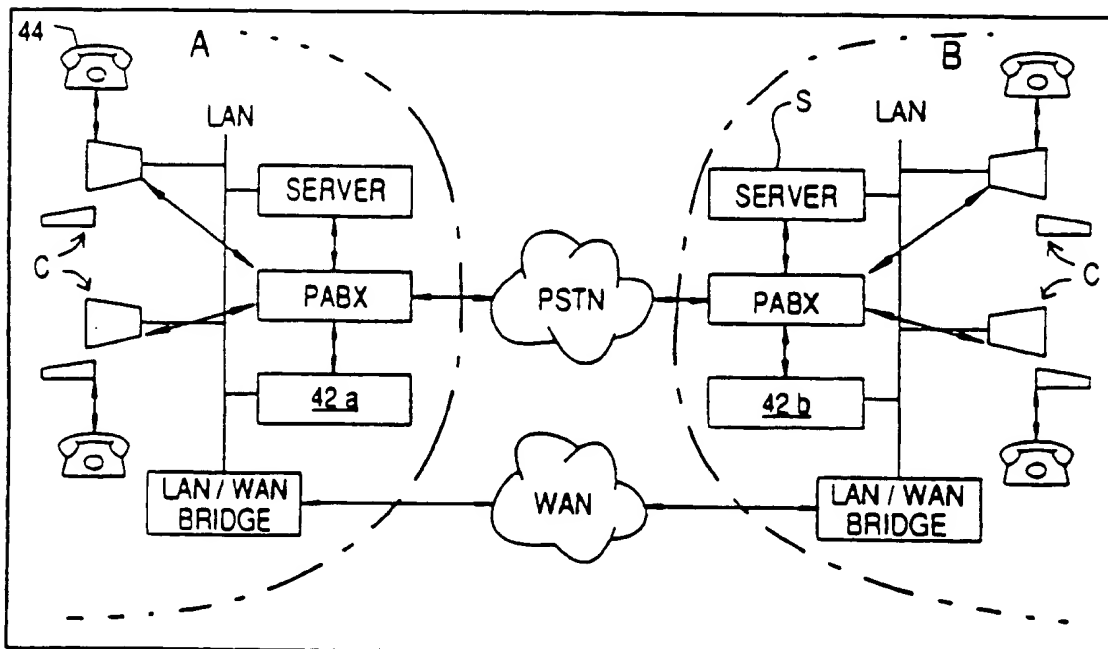 44
A
B
LAN
S
LAN
SERVER
SERVER
C
PABX
PSTN
PABX
C
42 a
42 b
LAN / WAN
BRIDGE
WAN
LAN / WAN
BRIDGE